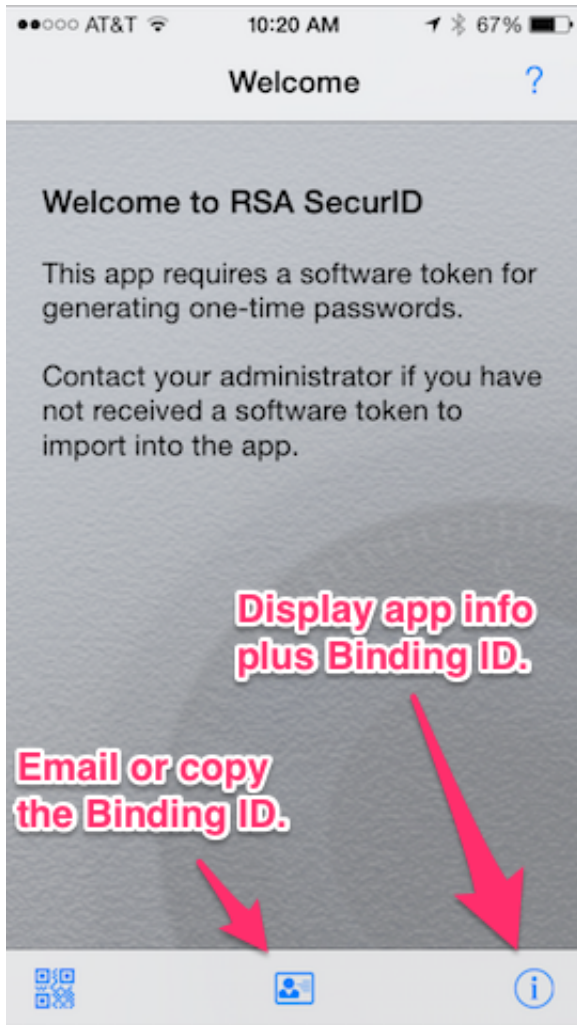 AT&T 10:20 AM 67%
Welcome ?
Welcome to RSA SecurID
This app requires a software token for
generating one-time passwords.
Contact your administrator if you have
not received a software token to
import into the app.
Display app info
plus Binding ID.
Email or copy
the Binding ID.
i